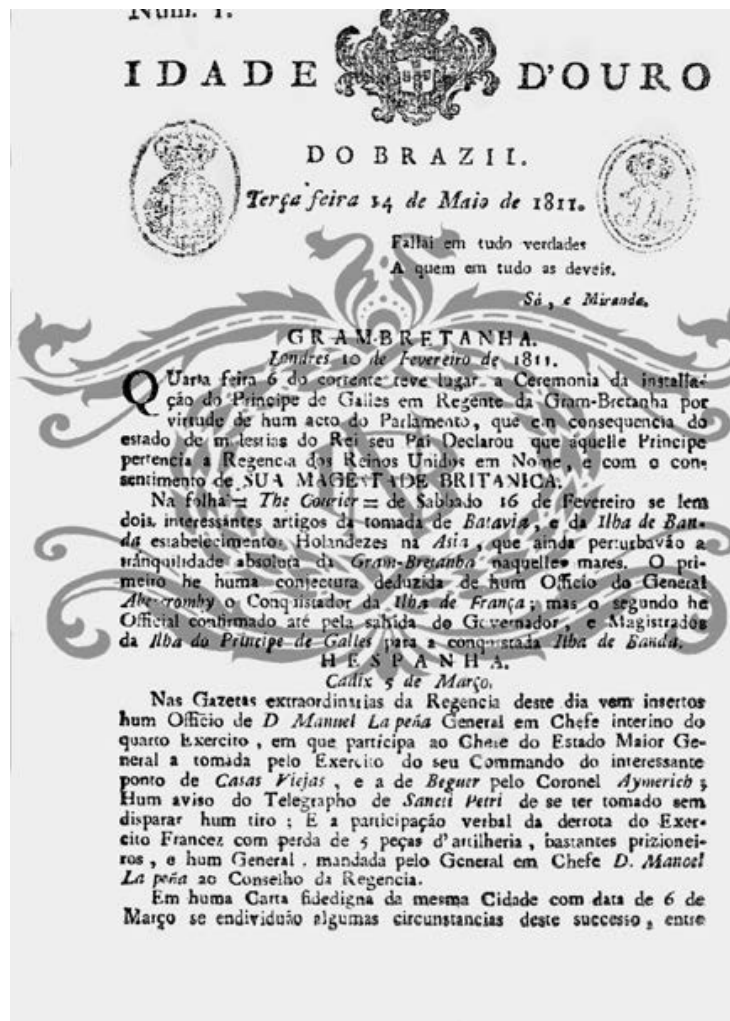 Num. 1.
IDADE D'OURO
DO BRAZIL.
Terça feira 14 de Maio de 1811.
Fallai em tudo verdades
A quem em tudo as deveis.
Sá, e Miranda.
GRAM-BRETANHA.
Londres 10 de Fevereiro de 1811.
QUarta feira 6 do corrente teve lugar a Ceremonia da installa-
ção do Principe de Galles em Regente da Gram-Bretanha por
virtude de hum acto do Parlamento, que em consequencia do
estado de molestias do Rei seu Pai Declarou que aquelle Principe
pertencia a Regencia dos Reinos Unidos em Nome, e com o con-
sentimento de SUA MAGESTADE BRITANICA.
Na folha = The Courier = de Sabbado 16 de Fevereiro se lem
dois interessantes artigos da tomada de Batavia, e da Ilha de Ban-
da estabelecimentos Holandezes na Asia, que ainda perturbavão a
tránquilidade absoluta da Gram-Bretanha naquelles mares. O pri-
meiro he huma conjectura deduzida de hum Officio do General
Abercromby o Conquistador da Ilha de França; mas o segundo he
Official confirmado até pela sahida do Governador, e Magistrados
da Ilha do Principe de Galles para a conquistada Ilha de Banda.
HESPANHA.
Cadix 5 de Março.
Nas Gazetas extraordinarias da Regencia deste dia vem insertos
hum Officio de D Manuel La peña General em Chefe interino do
quarto Exercito, em que participa ao Chefe do Estado Maior Ge-
neral a tomada pelo Exercito do seu Commando do interessante
ponto de Casas Viejas, e a de Beguer pelo Coronel Aymerich;
Hum aviso do Telegrapho de Sancti Petri de se ter tomado sem
disparar hum tiro; E a participação verbal da derrota do Exer-
cito Francez com perda de 5 peças d'artilheria, bastantes prizionei-
ros, e hum General, mandada pelo General em Chefe D. Manoel
La peña ao Conselho da Regencia.
Em huma Carta fidedigna da mesma Cidade com data de 6 de
Março se endividuão algumas circunstancias deste successo, entre